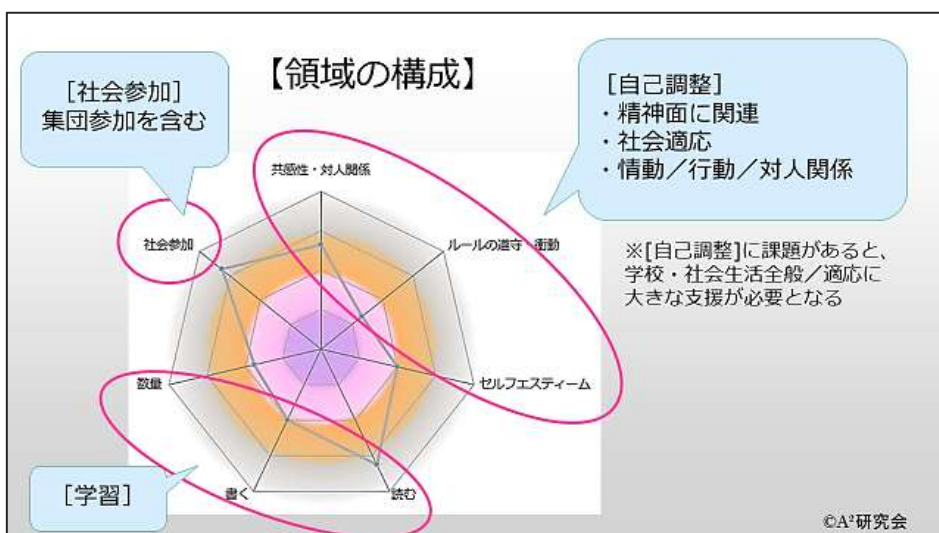 【領域の構成】
[社会参加]
集団参加を含む
[自己調整]
・精神面に関連
・社会適応
・情動／行動／対人関係
※[自己調整]に課題があると、
学校・社会生活全般／適応に
大きな支援が必要となる
共感性・対人関係
ルールの遵守・衝動
セルフエスティーム
読む
書く
数量
社会参加
[学習]
©A²研究会